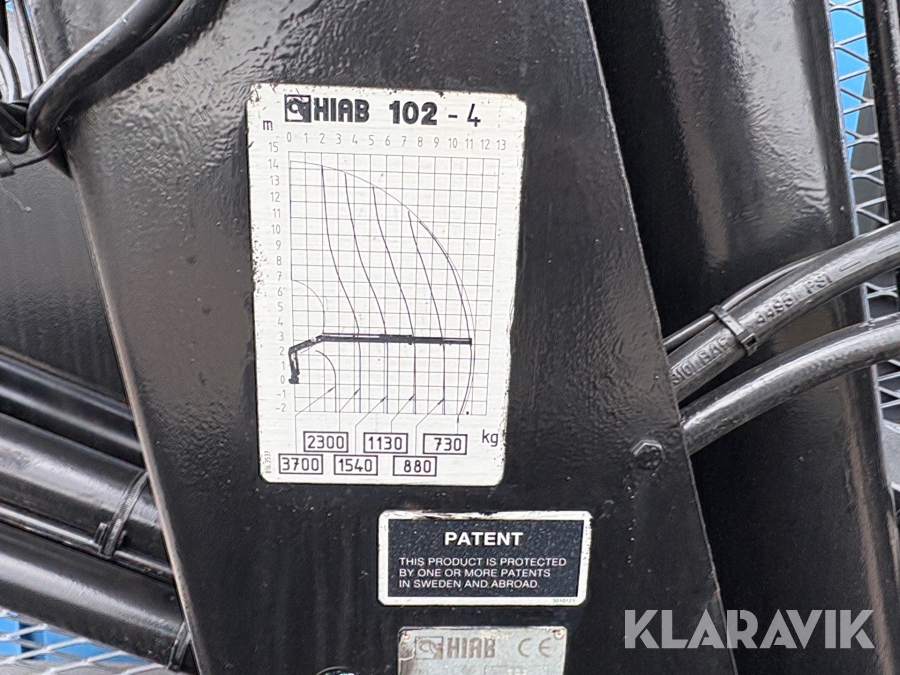 HIAB 102 - 4
m 0 1 2 3 4 5 6 7 8 9 10 11 12 13
15
14
13
12
11
10
9
8
7
6
5
4
3
2
1
0
-1
-2
2300 1130 730 kg
3700 1540 880
PATENT
THIS PRODUCT IS PROTECTED
BY ONE OR MORE PATENTS
IN SWEDEN AND ABROAD.
HIAB CE
KLARAVIK